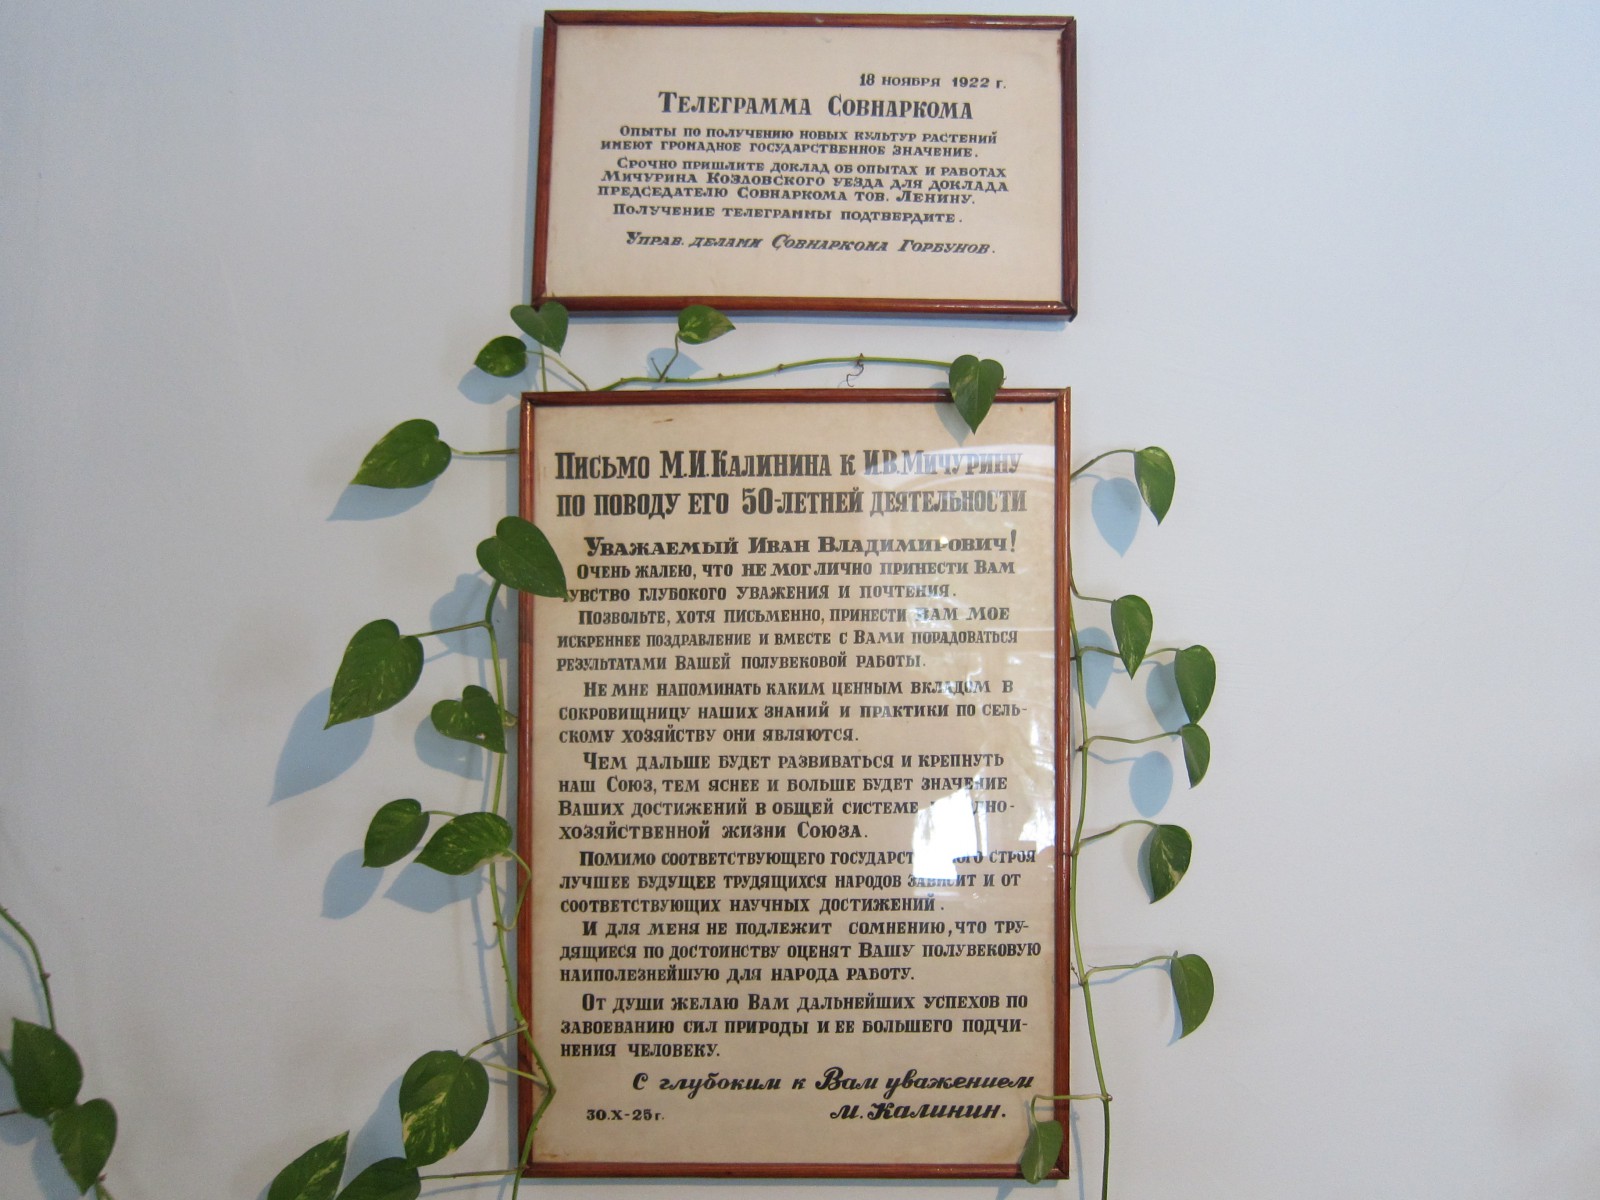 18 НОЯБРЯ 1922 г.
ТЕЛЕГРАММА СОВНАРКОМА
ОПЫТЫ ПО ПОЛУЧЕНИЮ НОВЫХ КУЛЬТУР РАСТЕНИЙ
ИМЕЮТ ГРОМАДНОЕ ГОСУДАРСТВЕННОЕ ЗНАЧЕНИЕ.
СРОЧНО ПРИШЛИТЕ ДОКЛАД ОБ ОПЫТАХ И РАБОТАХ
МИЧУРИНА КОЗЛОВСКОГО УЕЗДА ДЛЯ ДОКЛАДА
ПРЕДСЕДАТЕЛЮ СОВНАРКОМА ТОВ. ЛЕНИНУ.
ПОЛУЧЕНИЕ ТЕЛЕГРАММЫ ПОДТВЕРДИТЕ.
УПРАВ. ДЕЛАМИ СОВНАРКОМА ГОРБУНОВ.
ПИСЬМО М.И.КАЛИНИНА К И.В.МИЧУРИНУ
ПО ПОВОДУ ЕГО 50-ЛЕТНЕЙ ДЕЯТЕЛЬНОСТИ
УВАЖАЕМЫЙ ИВАН ВЛАДИМИРОВИЧ!
ОЧЕНЬ ЖАЛЕЮ, ЧТО НЕ МОГ ЛИЧНО ПРИНЕСТИ ВАМ
ЧУВСТВО ГЛУБОКОГО УВАЖЕНИЯ И ПОЧТЕНИЯ.
ПОЗВОЛЬТЕ, ХОТЯ ПИСЬМЕННО, ПРИНЕСТИ ВАМ МОЕ
ИСКРЕННЕЕ ПОЗДРАВЛЕНИЕ И ВМЕСТЕ С ВАМИ ПОРАДОВАТЬСЯ
РЕЗУЛЬТАТАМИ ВАШЕЙ ПОЛУВЕКОВОЙ РАБОТЫ.
НЕ МНЕ НАПОМИНАТЬ КАКИМ ЦЕННЫМ ВКЛАДОМ В
СОКРОВИЩНИЦУ НАШИХ ЗНАНИЙ И ПРАКТИКИ ПО СЕЛЬ-
СКОМУ ХОЗЯЙСТВУ ОНИ ЯВЛЯЮТСЯ.
ЧЕМ ДАЛЬШЕ БУДЕТ РАЗВИВАТЬСЯ И КРЕПНУТЬ
НАШ СОЮЗ, ТЕМ ЯСНЕЕ И БОЛЬШЕ БУДЕТ ЗНАЧЕНИЕ
ВАШИХ ДОСТИЖЕНИЙ В ОБЩЕЙ СИСТЕМЕ
ХОЗЯЙСТВЕННОЙ ЖИЗНИ СОЮЗА.
ПОМИМО СООТВЕТСТВУЮЩЕГО СТРОЯ
ЛУЧШЕЕ БУДУЩЕЕ ТРУДЯЩИХСЯ НАРОДОВ ЗАВИСИТ И ОТ
СООТВЕТСТВУЮЩИХ НАУЧНЫХ ДОСТИЖЕНИЙ.
И ДЛЯ МЕНЯ НЕ ПОДЛЕЖИТ СОМНЕНИЮ, ЧТО ТРУ-
ДЯЩИЕСЯ ПО ДОСТОИНСТВУ ОЦЕНЯТ ВАШУ ПОЛУВЕКОВУЮ
НАИПОЛЕЗНЕЙШУЮ ДЛЯ НАРОДА РАБОТУ.
ОТ ДУШИ ЖЕЛАЮ ВАМ ДАЛЬНЕЙШИХ УСПЕХОВ ПО
ЗАВОЕВАНИЮ СИЛ ПРИРОДЫ И ЕЕ БОЛЬШЕГО ПОДЧИ-
НЕНИЯ ЧЕЛОВЕКУ.
С глубоким к Вам уважением
30.X-25г. М. Калинин.